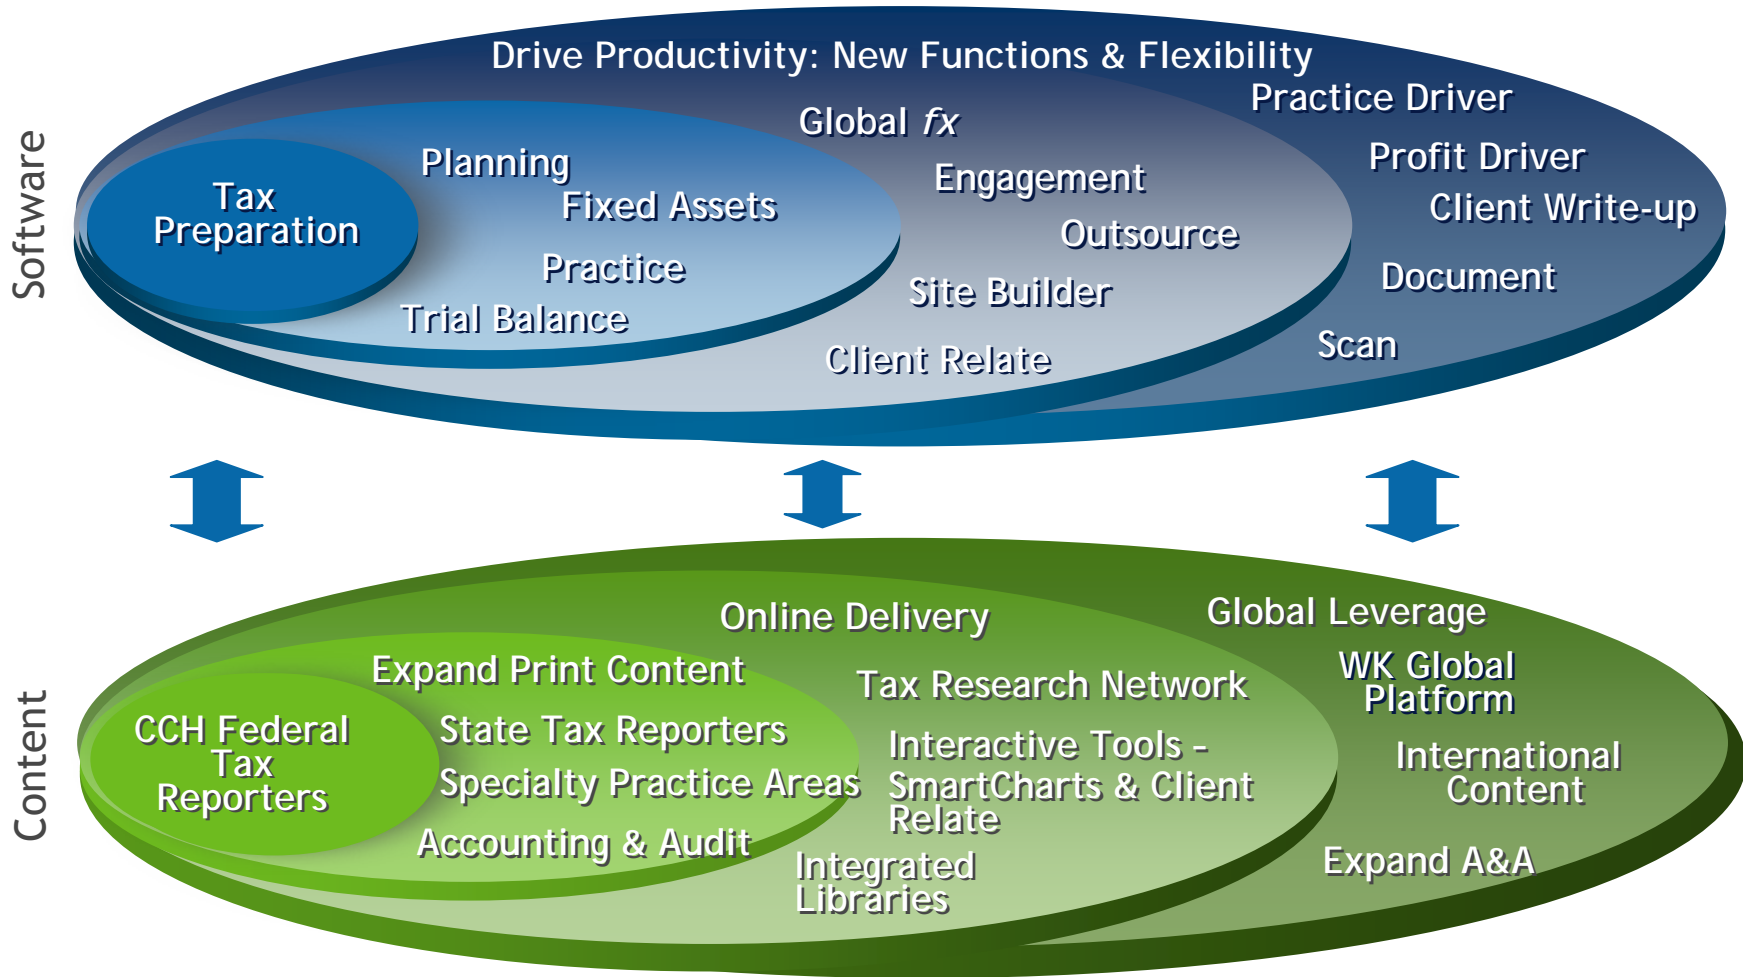 Software
Drive Productivity: New Functions & Flexibility
Tax
Preparation
Planning
Fixed Assets
Practice
Trial Balance
Global fx
Engagement
Outsource
Site Builder
Client Relate
Practice Driver
Profit Driver
Client Write-up
Document
Scan
Content
CCH Federal
Tax
Reporters
Expand Print Content
State Tax Reporters
Specialty Practice Areas
Accounting & Audit
Online Delivery
Tax Research Network
Interactive Tools –
SmartCharts & Client
Relate
Integrated
Libraries
Global Leverage
WK Global
Platform
International
Content
Expand A&A